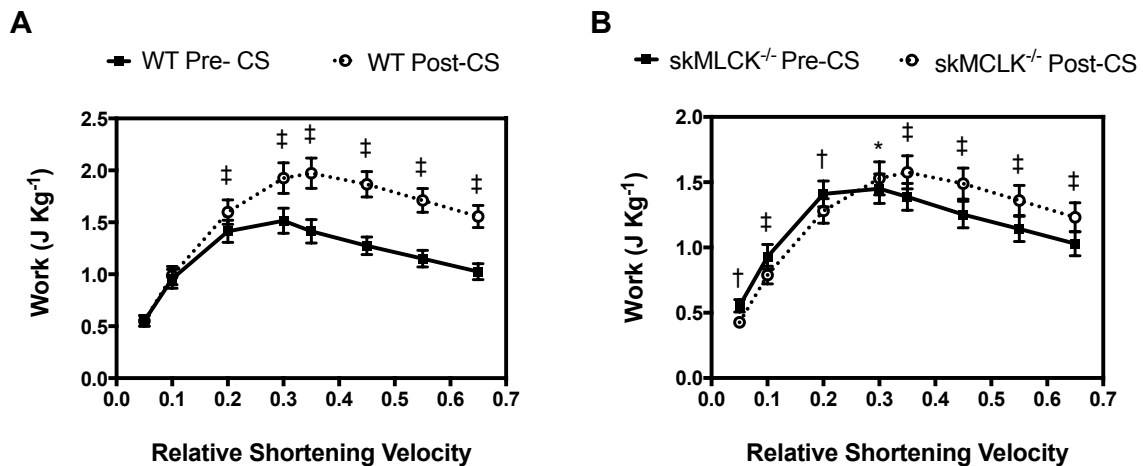 A
WT Pre- CS
WT Post-CS
Work (J Kg-1)
2.5
2.0
1.5
1.0
0.5
0.0
‡
‡
‡
‡
‡
‡
0.0 0.1 0.2 0.3 0.4 0.5 0.6 0.7
Relative Shortening Velocity
B
skMLCK-/- Pre-CS
skMCLK-/- Post-CS
Work (J Kg-1)
2.0
1.5
1.0
0.5
0.0
†
‡
†
*
‡
‡
‡
‡
0.0 0.1 0.2 0.3 0.4 0.5 0.6 0.7
Relative Shortening Velocity